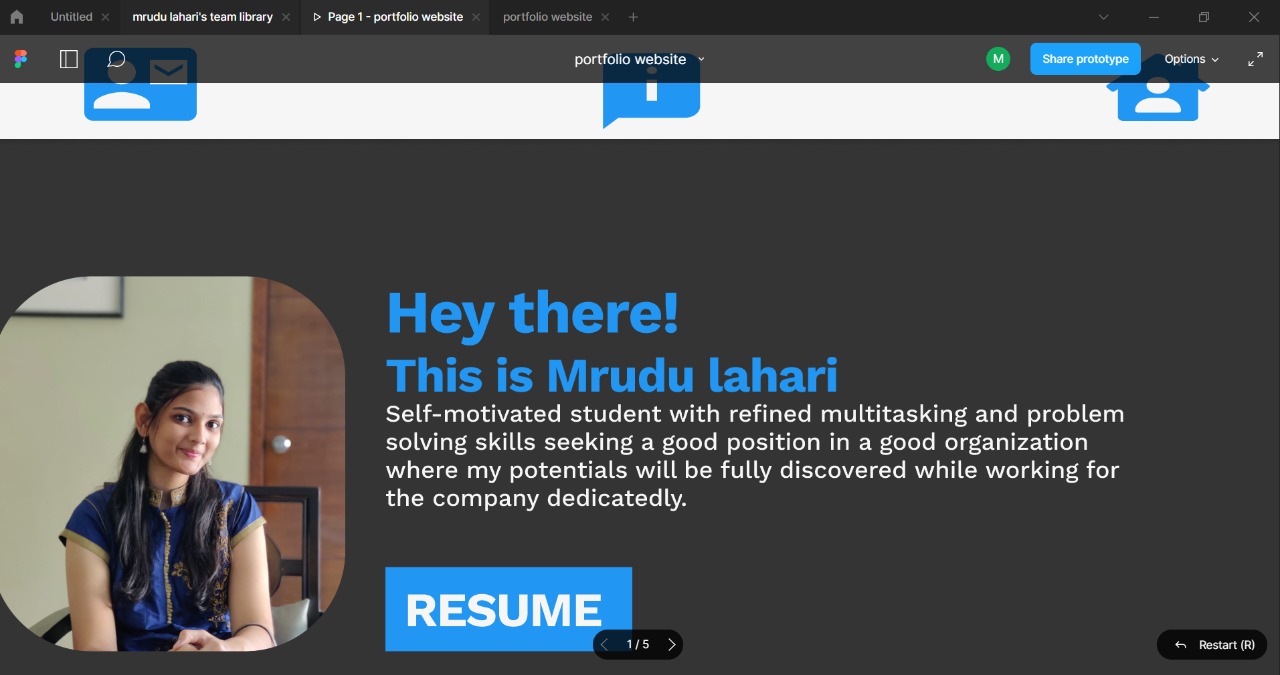 Untitled
mrudu lahari's team library
Page 1 - portfolio website
portfolio website
portfolio website
M
Share prototype
Options
Hey there!
This is Mrudu lahari
Self-motivated student with refined multitasking and problem
solving skills seeking a good position in a good organization
where my potentials will be fully discovered while working for
the company dedicatedly.
RESUME
1 / 5
Restart (R)